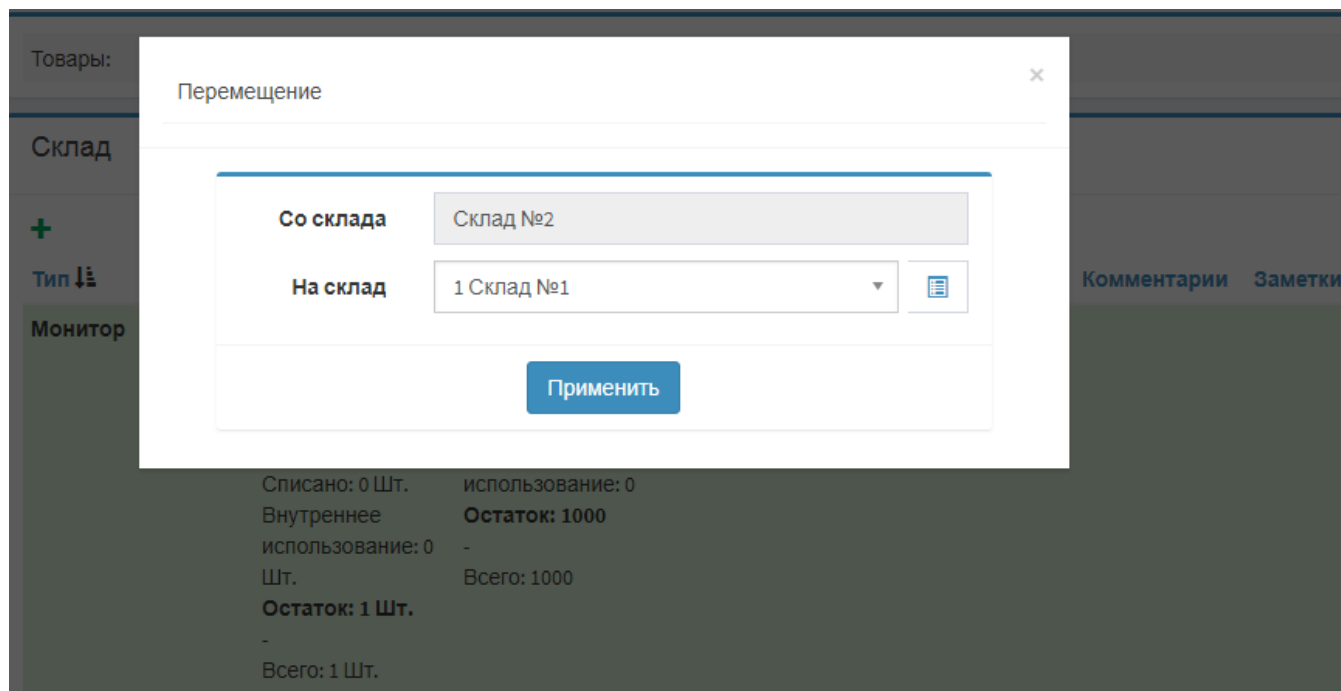 Товары:
Перемещение
×
Склад
Со склада
Склад №2
+
На склад
1 Склад №1
Тип
Комментарии
Заметки
Монитор
Применить
Списано: 0 Шт.
Внутреннее
использование: 0
Шт.
Остаток: 1 Шт.
-
Всего: 1 Шт.
использование: 0
Остаток: 1000
-
Всего: 1000